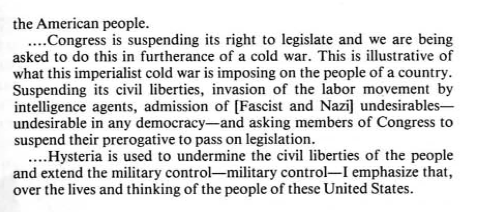 the American people.
....Congress is suspending its right to legislate and we are being
asked to do this in furtherance of a cold war. This is illustrative of
what this imperialist cold war is imposing on the people of a country.
Suspending its civil liberties, invasion of the labor movement by
intelligence agents, admission of [Fascist and Nazi] undesirables—
undesirable in any democracy—and asking members of Congress to
suspend their prerogative to pass on legislation.
....Hysteria is used to undermine the civil liberties of the people
and extend the military control—military control—I emphasize that,
over the lives and thinking of the people of these United States.